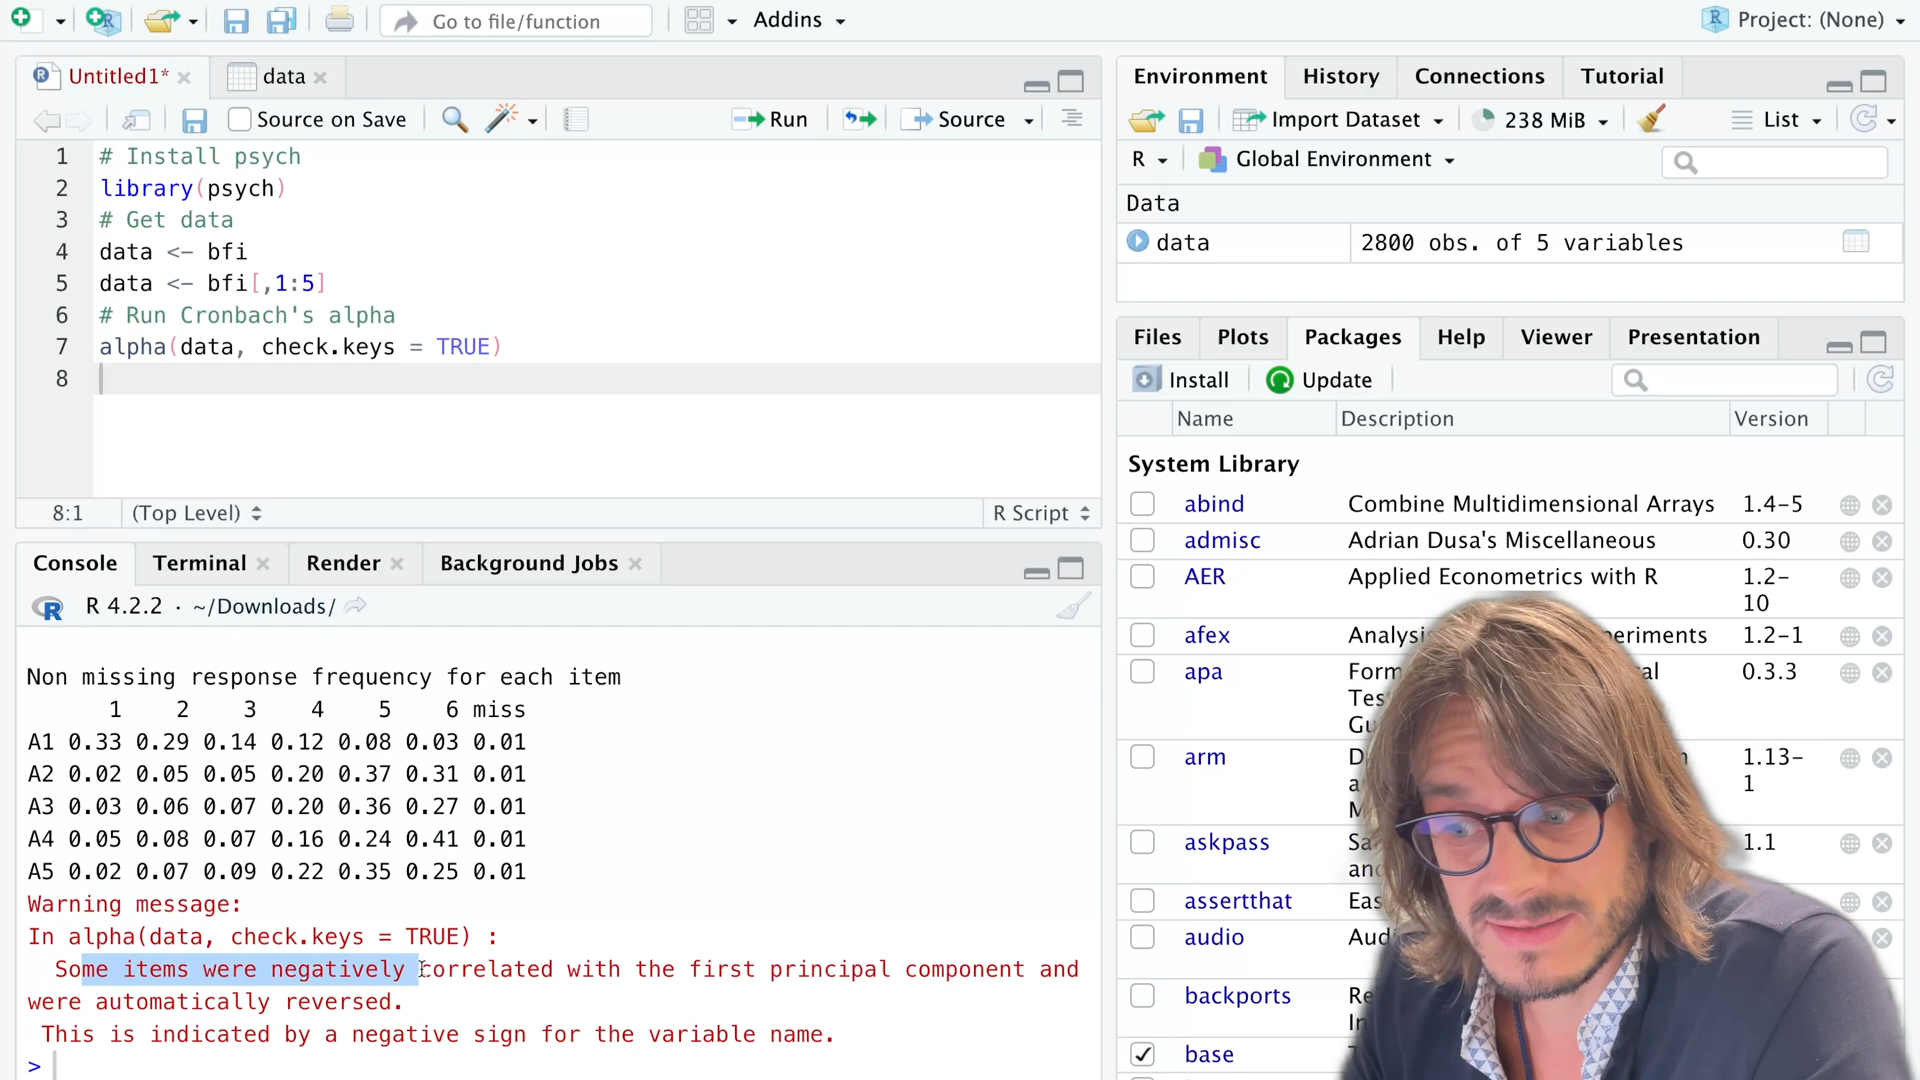 Go to file/function
Addins
Project: (None)
Untitled1*
data
Source on Save
Run
Source
1 # Install psych
2 library(psych)
3 # Get data
4 data <- bfi
5 data <- bfi[,1:5]
6 # Run Cronbach's alpha
7 alpha(data, check.keys = TRUE)
8
8:1
(Top Level)
R Script
Console
Terminal
Render
Background Jobs
R 4.2.2 · ~/Downloads/
Non missing response frequency for each item
1 2 3 4 5 6 miss
A1 0.33 0.29 0.14 0.12 0.08 0.03 0.01
A2 0.02 0.05 0.05 0.20 0.37 0.31 0.01
A3 0.03 0.06 0.07 0.20 0.36 0.27 0.01
A4 0.05 0.08 0.07 0.16 0.24 0.41 0.01
A5 0.02 0.07 0.09 0.22 0.35 0.25 0.01
Warning message:
In alpha(data, check.keys = TRUE) :
Some items were negatively correlated with the first principal component and
were automatically reversed.
This is indicated by a negative sign for the variable name.
>
Environment
History
Connections
Tutorial
Import Dataset
238 MiB
List
R
Global Environment
Data
data 2800 obs. of 5 variables
Files
Plots
Packages
Help
Viewer
Presentation
Install
Update
Name Description Version
System Library
abind Combine Multidimensional Arrays 1.4-5
admisc Adrian Dusa's Miscellaneous 0.30
AER Applied Econometrics with R 1.2-
10
afex 1.2-1
apa 0.3.3
arm 1.13-
1
askpass 1.1
assertthat
audio
backports
base